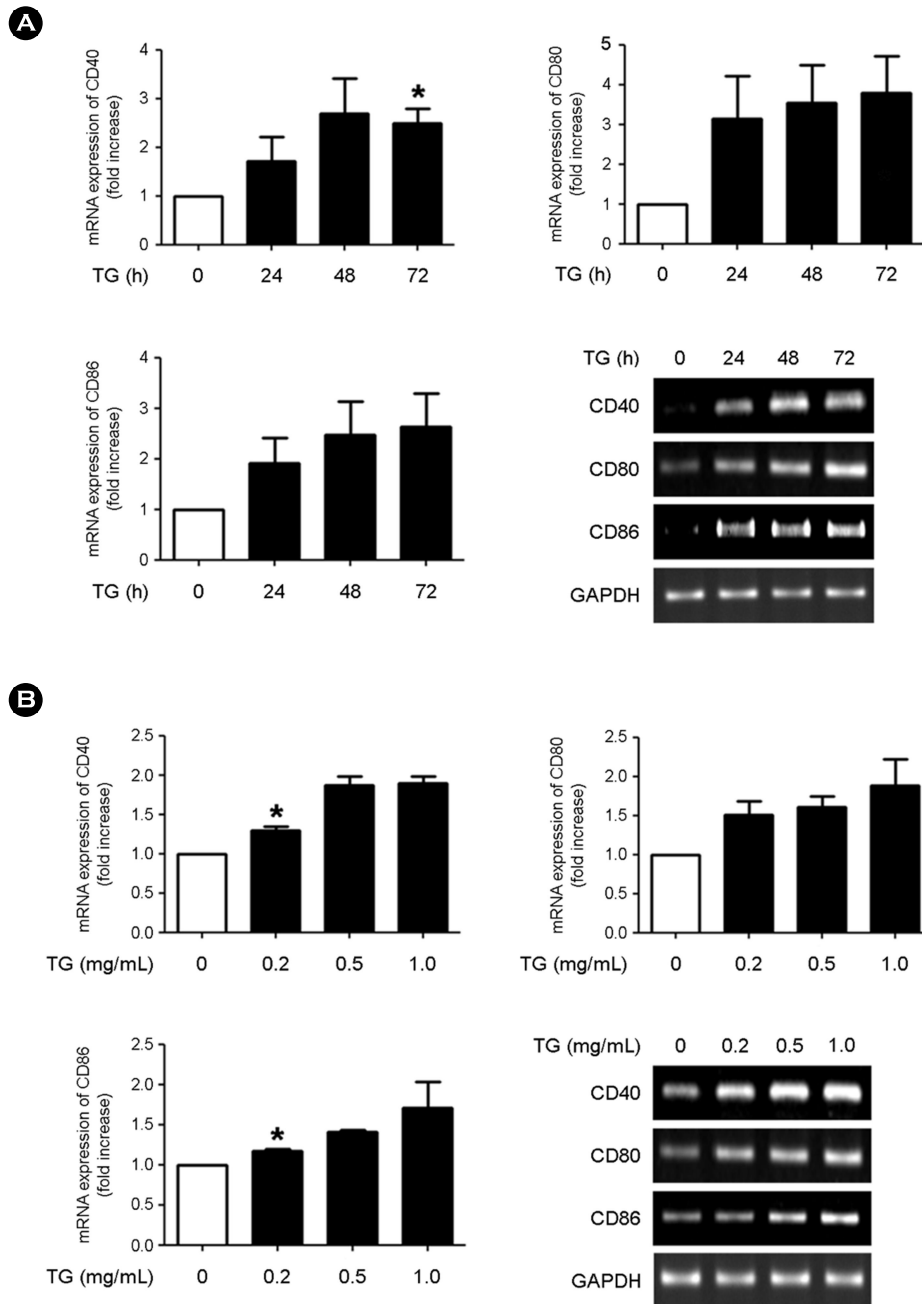 A
mRNA expression of CD40
(fold increase)
4
3
2
1
0
*
TG (h) 0 24 48 72
mRNA expression of CD80
(fold increase)
5
4
3
2
1
0
TG (h) 0 24 48 72
mRNA expression of CD86
(fold increase)
4
3
2
1
0
TG (h) 0 24 48 72
TG (h) 0 24 48 72
CD40
CD80
CD86
GAPDH
B
mRNA expression of CD40
(fold increase)
2.5
2.0
1.5
1.0
0.5
0.0
*
TG (mg/mL) 0 0.2 0.5 1.0
mRNA expression of CD80
(fold increase)
2.5
2.0
1.5
1.0
0.5
0.0
TG (mg/mL) 0 0.2 0.5 1.0
mRNA expression of CD86
(fold increase)
2.5
2.0
1.5
1.0
0.5
0.0
*
TG (mg/mL) 0 0.2 0.5 1.0
TG (mg/mL) 0 0.2 0.5 1.0
CD40
CD80
CD86
GAPDH